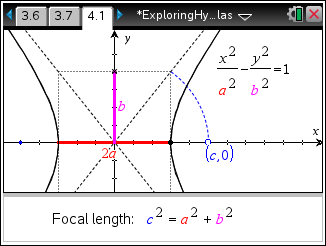 3.6 3.7 4.1 *ExploringHy...las
y
x²/a² - y²/b² = 1
b
2a
x
(c,0)
Focal length: c² = a² + b²